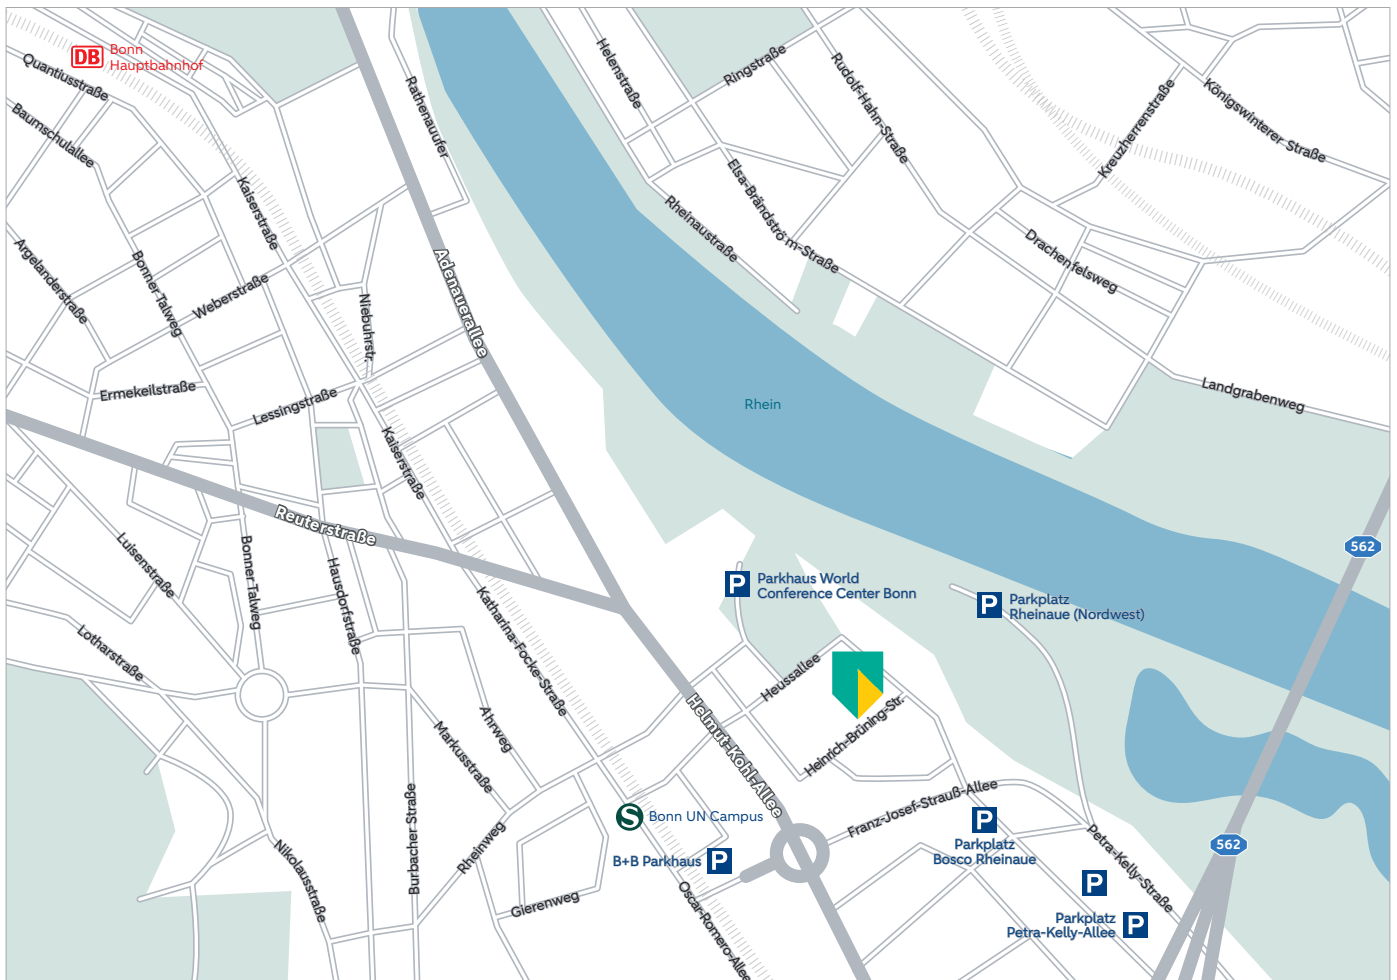 DB
Bonn
Hauptbahnhof
Quantiusstraße
Baumschulallee
Rathenauufer
Helenstraße
Ringstraße
Rudolf-Hahn-Straße
Kreuzherrenstraße
Königswinterer Straße
Kaiserstraße
Elsa-Brändström-Straße
Rheinaustraße
Drachenfelsweg
Argelanderstraße
Bonner Talweg
Weberstraße
Niebuhrstr.
Adenauerallee
Ermekeilstraße
Lessingstraße
Rhein
Landgrabenweg
Kaiserstraße
Reuterstraße
562
Luisenstraße
Bonner Talweg
Hausdorfstraße
Katharina-Focke-Straße
P
Parkhaus World
Conference Center Bonn
P
Parkplatz
Rheinaue (Nordwest)
Lotharstraße
Heussallee
Heinrich-Brüning-Str.
Helmut-Kohl-Allee
Ahrweg
Markusstraße
Burbacher Straße
Rheinweg
S
Bonn UN Campus
Franz-Josef-Strauß-Allee
P
Parkplatz
Bosco Rheinaue
562
B+B Parkhaus
P
Petra-Kelly-Straße
P
Parkplatz
Petra-Kelly-Allee
P
Nikolausstraße
Gierenweg
Oscar-Romero-Allee